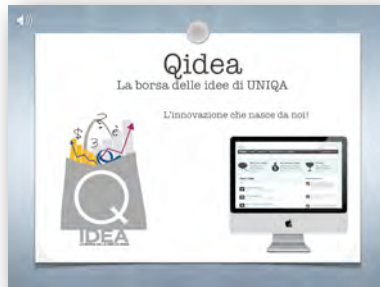 Qidea
La borsa delle idee di UNIQA
L'innovazione che nasce da noi!
Q
IDEA